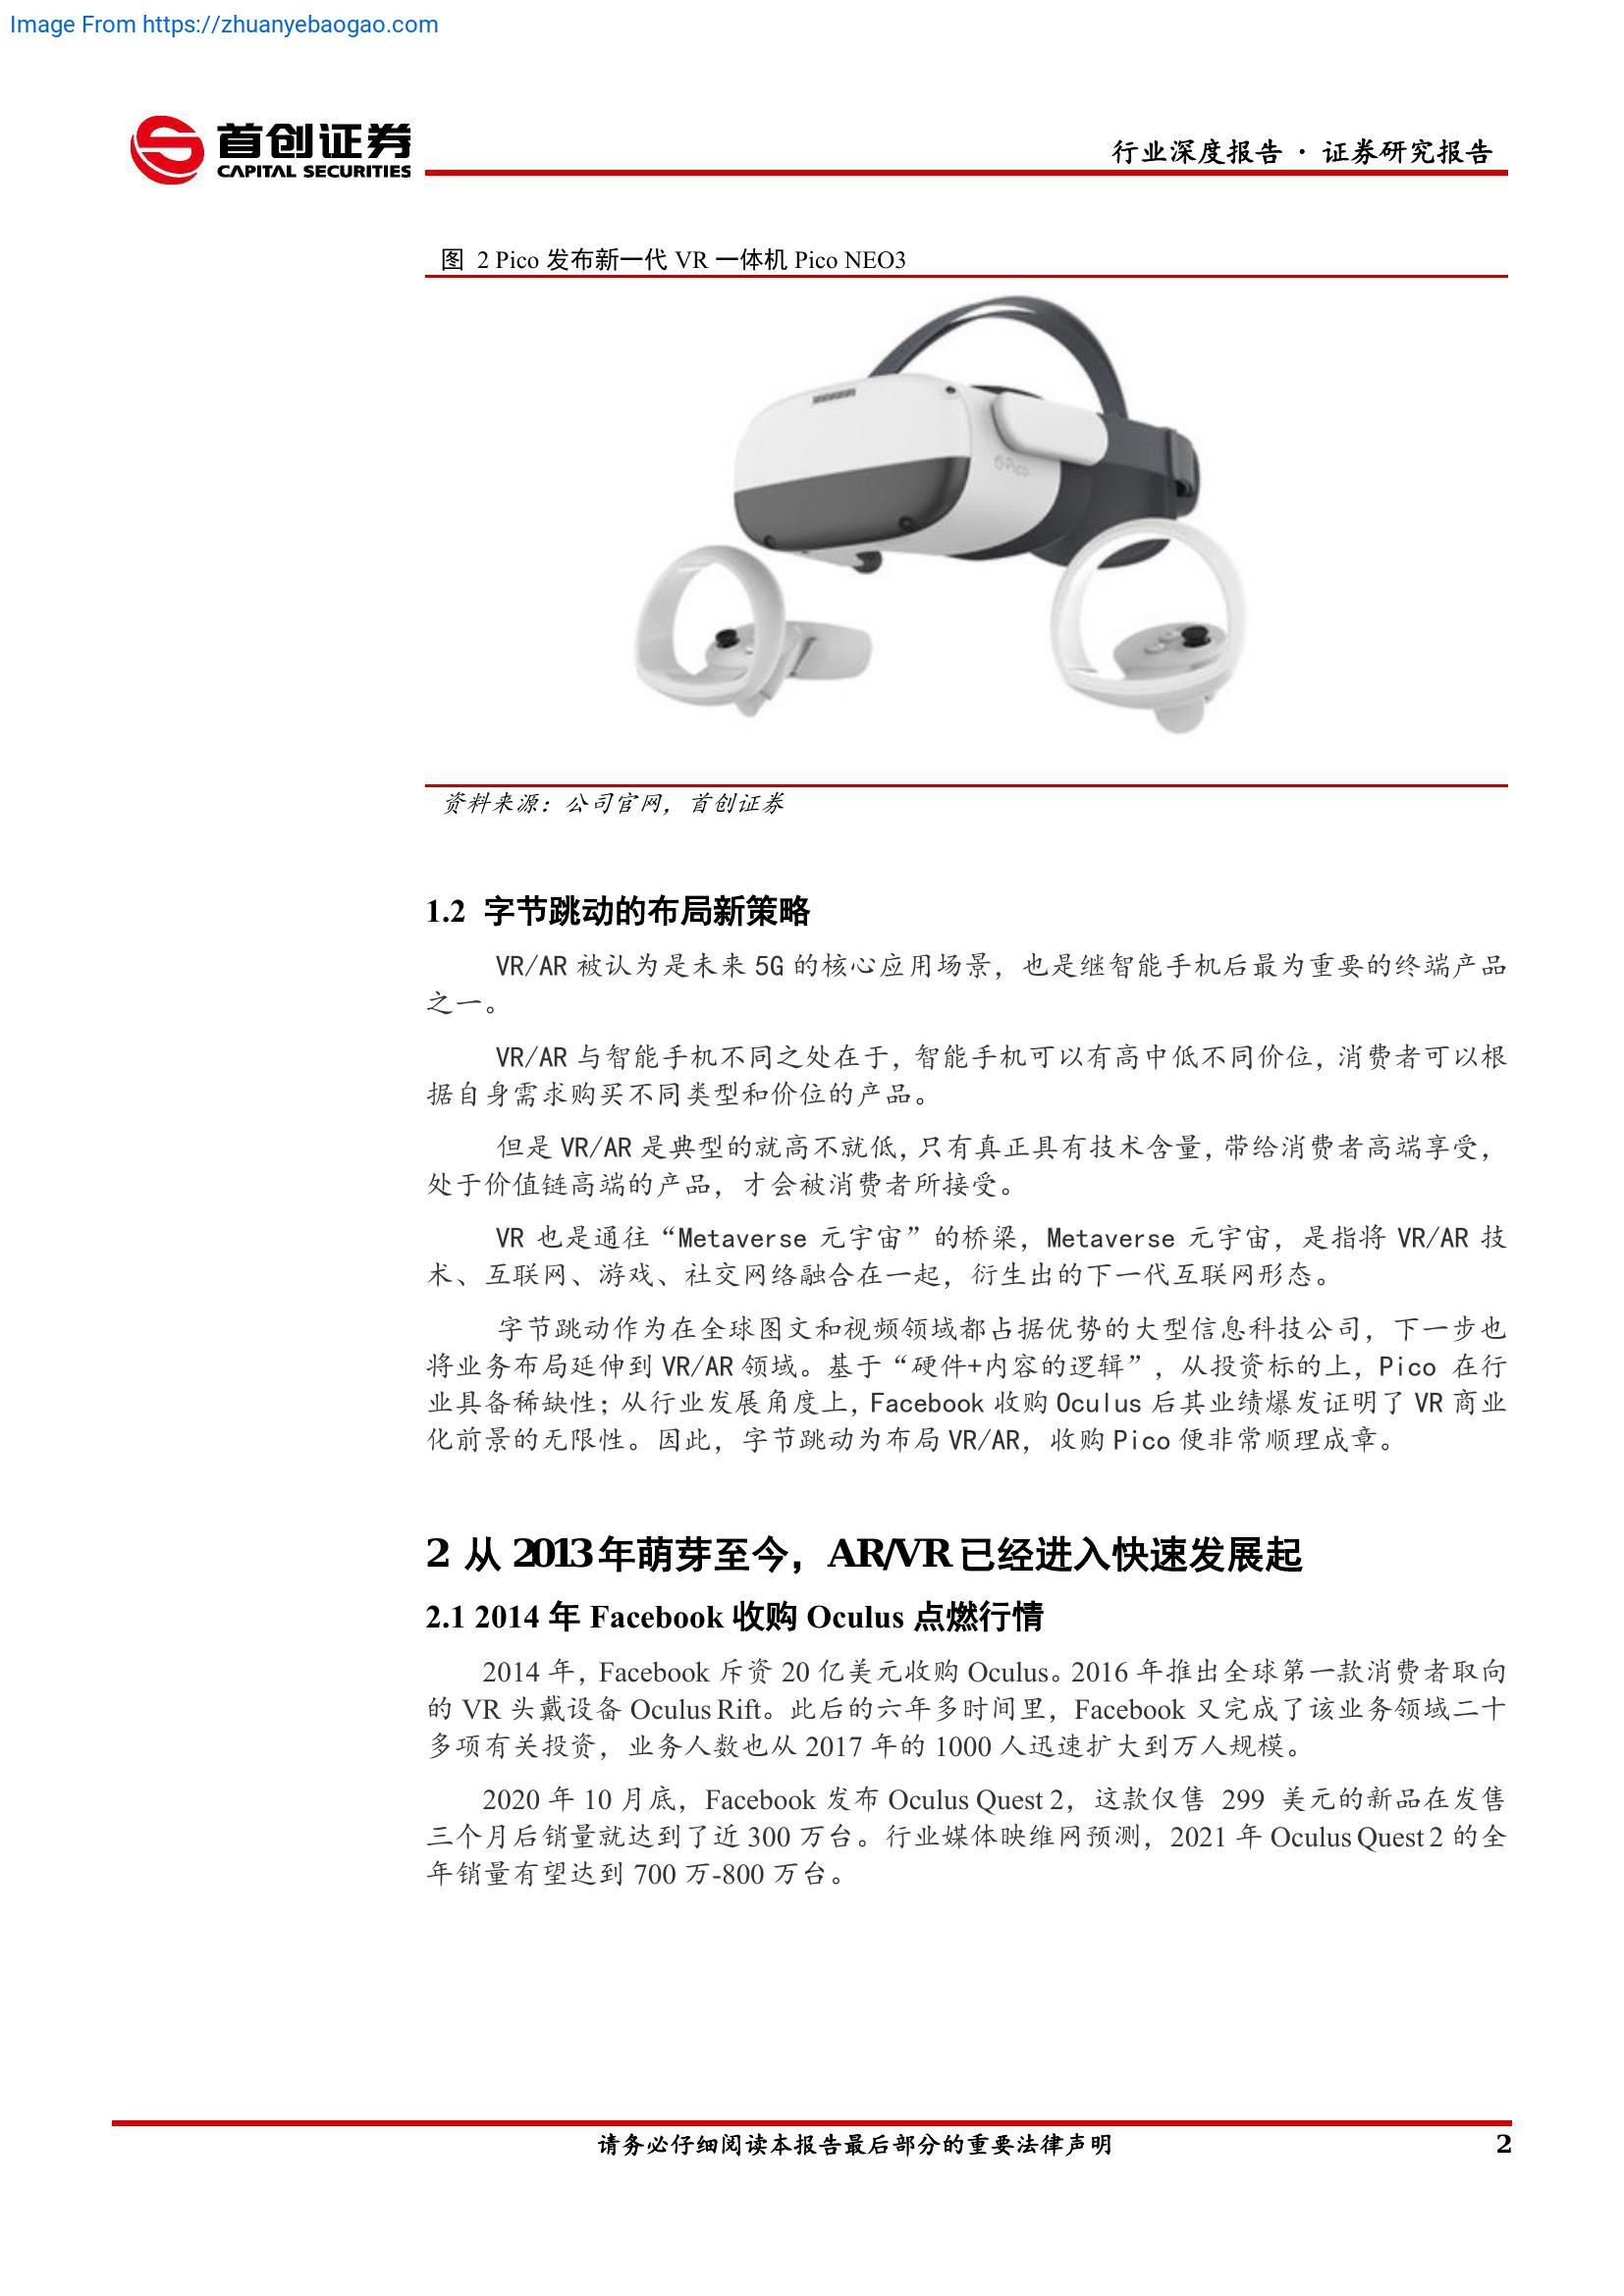 Image From https://zhuanyebaogao.com
首创证券
CAPITAL SECURITIES
行业深度报告 · 证券研究报告
图 2 Pico 发布新一代 VR 一体机 Pico NEO3
Pico
资料来源：公司官网，首创证券
1.2 字节跳动的布局新策略
VR/AR 被认为是未来 5G 的核心应用场景，也是继智能手机后最为重要的终端产品
之一。
VR/AR 与智能手机不同之处在于，智能手机可以有高中低不同价位，消费者可以根
据自身需求购买不同类型和价位的产品。
但是 VR/AR 是典型的就高不就低，只有真正具有技术含量，带给消费者高端享受，
处于价值链高端的产品，才会被消费者所接受。
VR 也是通往“Metaverse 元宇宙”的桥梁，Metaverse 元宇宙，是指将 VR/AR 技
术、互联网、游戏、社交网络融合在一起，衍生出的下一代互联网形态。
字节跳动作为在全球图文和视频领域都占据优势的大型信息科技公司，下一步也
将业务布局延伸到 VR/AR 领域。基于“硬件+内容的逻辑”，从投资标的上，Pico 在行
业具备稀缺性；从行业发展角度上，Facebook 收购 Oculus 后其业绩爆发证明了 VR 商业
化前景的无限性。因此，字节跳动为布局 VR/AR，收购 Pico 便非常顺理成章。
2 从 2013 年萌芽至今，AR/VR 已经进入快速发展起
2.1 2014 年 Facebook 收购 Oculus 点燃行情
2014 年，Facebook 斥资 20 亿美元收购 Oculus。2016 年推出全球第一款消费者取向
的 VR 头戴设备 Oculus Rift。此后的六年多时间里，Facebook 又完成了该业务领域二十
多项有关投资，业务人数也从 2017 年的 1000 人迅速扩大到万人规模。
2020 年 10 月底，Facebook 发布 Oculus Quest 2，这款仅售 299 美元的新品在发售
三个月后销量就达到了近 300 万台。行业媒体映维网预测，2021 年 Oculus Quest 2 的全
年销量有望达到 700 万-800 万台。
请务必仔细阅读本报告最后部分的重要法律声明
2